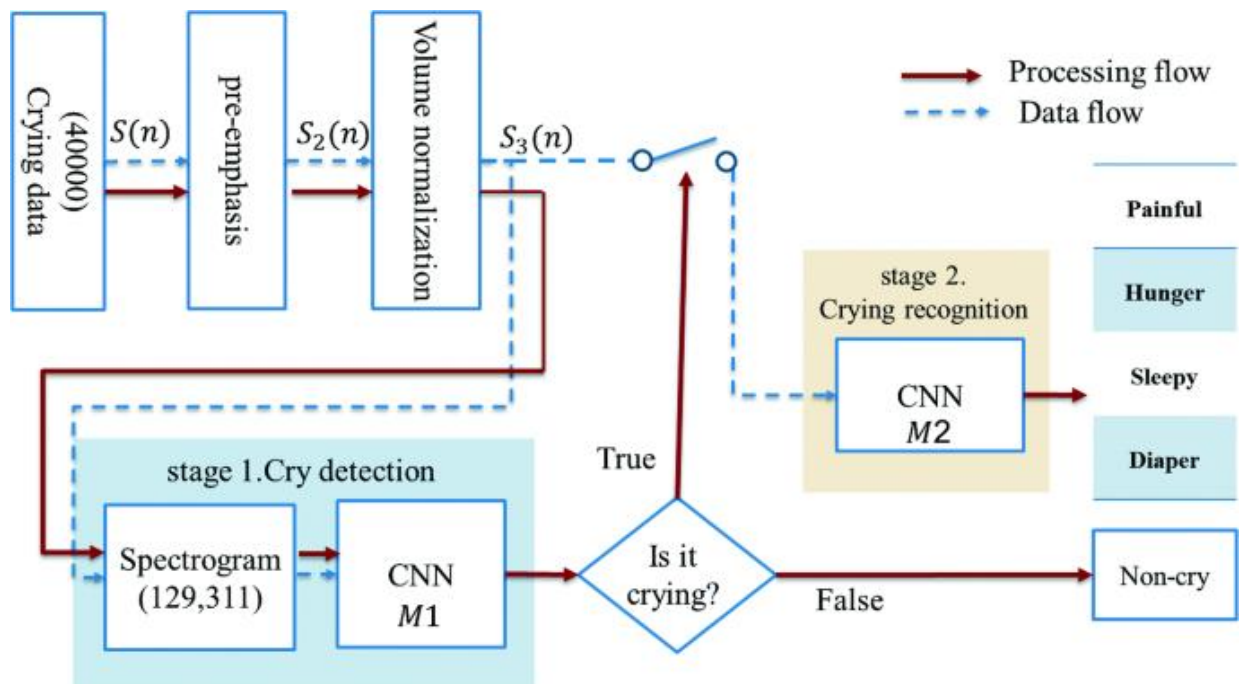 (40000)
Crying data
S(n)
pre-emphasis
S₂(n)
Volume normalization
S₃(n)
Processing flow
Data flow
Painful
Hunger
Sleepy
Diaper
stage 2.
Crying recognition
CNN
M2
True
stage 1.Cry detection
Spectrogram
(129,311)
CNN
M1
Is it
crying?
False
Non-cry